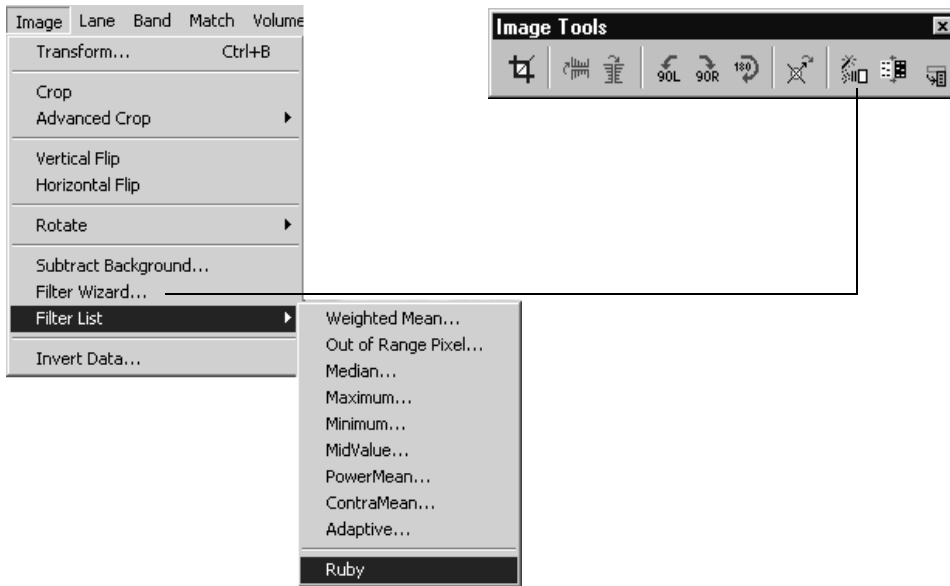 Image Lane Band Match Volume
Transform... Ctrl+B
Crop
Advanced Crop
Vertical Flip
Horizontal Flip
Rotate
Subtract Background...
Filter Wizard...
Filter List
Invert Data...
Image Tools
90L 90R 180
Weighted Mean...
Out of Range Pixel...
Median...
Maximum...
Minimum...
MidValue...
PowerMean...
ContraMean...
Adaptive...
Ruby